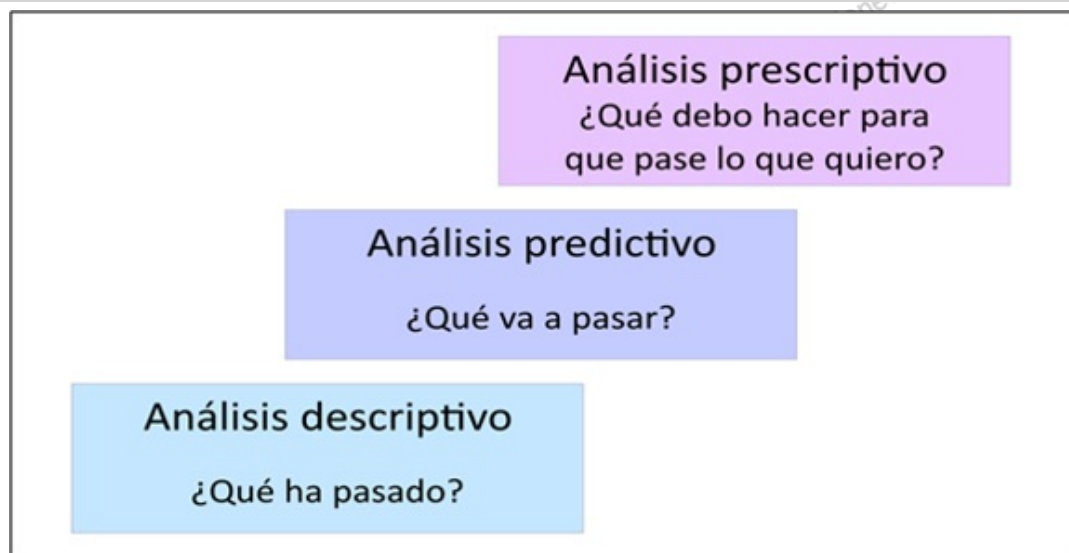 Análisis prescriptivo
¿Qué debo hacer para
que pase lo que quiero?
Análisis predictivo
¿Qué va a pasar?
Análisis descriptivo
¿Qué ha pasado?